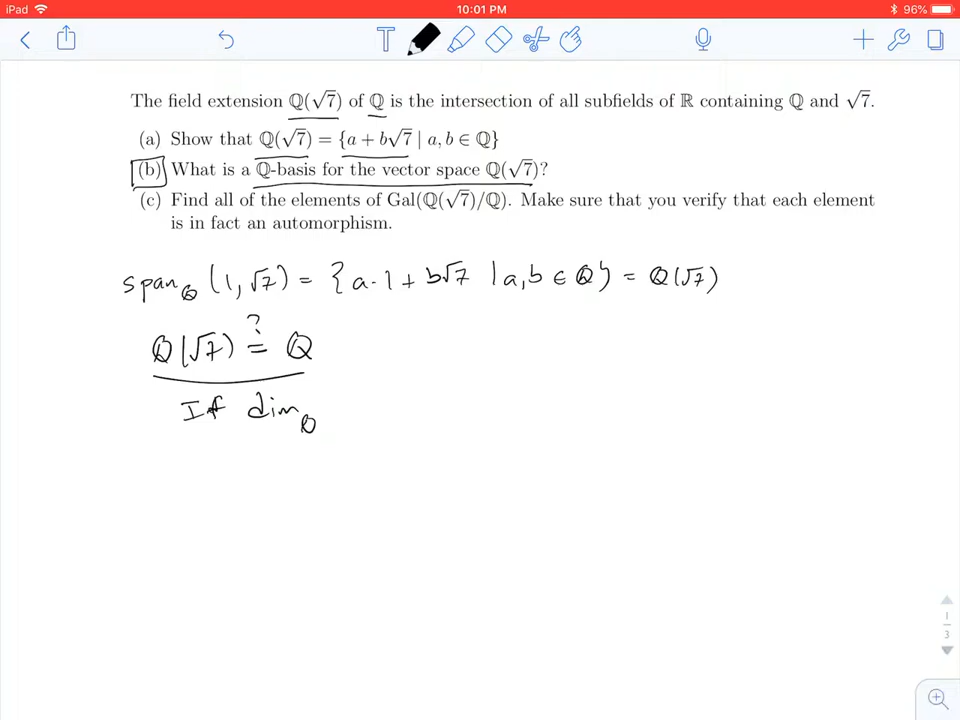 iPad 10:01 PM 96%
T
The field extension ℚ(√7) of ℚ is the intersection of all subfields of ℝ containing ℚ and √7.
(a) Show that ℚ(√7) = {a + b√7 | a, b ∈ ℚ}
(b) What is a ℚ-basis for the vector space ℚ(√7)?
(c) Find all of the elements of Gal(ℚ(√7)/ℚ). Make sure that you verify that each element
is in fact an automorphism.
span_ℚ (1, √7) = {a·1 + b√7 | a, b ∈ ℚ} = ℚ(√7)
?
ℚ(√7) = ℚ
If dim_ℚ
1
3